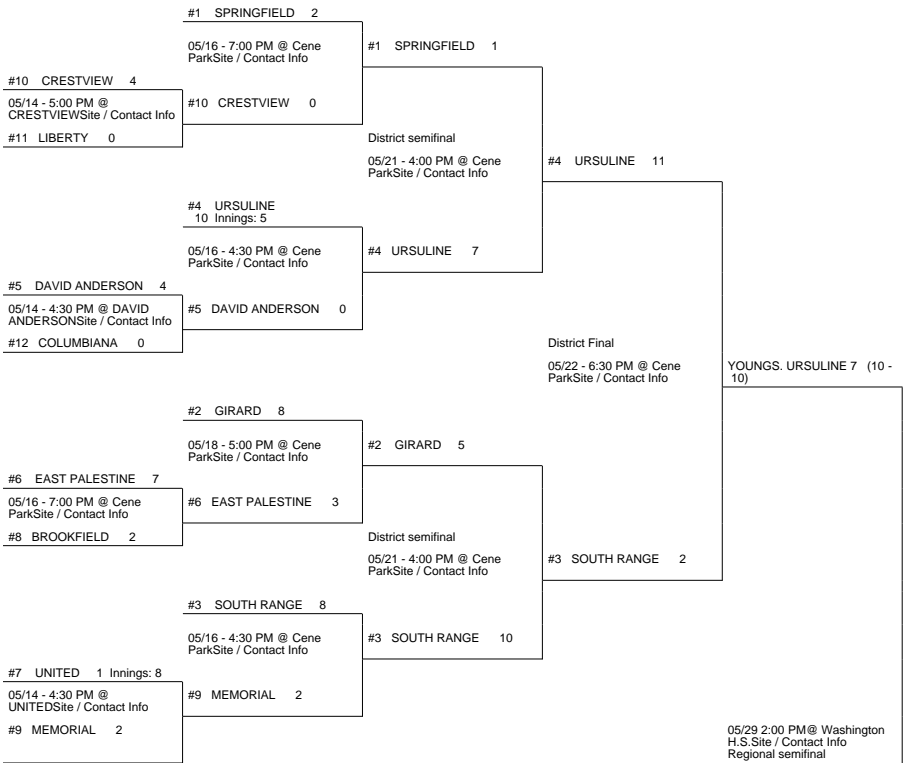 #1 SPRINGFIELD 2
05/16 - 7:00 PM @ Cene
ParkSite / Contact Info
#1 SPRINGFIELD 1
#10 CRESTVIEW 4
05/14 - 5:00 PM @
CRESTVIEWSite / Contact Info
#10 CRESTVIEW 0
#11 LIBERTY 0
District semifinal
05/21 - 4:00 PM @ Cene
ParkSite / Contact Info
#4 URSULINE 11
#4 URSULINE
10 Innings: 5
05/16 - 4:30 PM @ Cene
ParkSite / Contact Info
#4 URSULINE 7
#5 DAVID ANDERSON 4
05/14 - 4:30 PM @ DAVID
ANDERSONSite / Contact Info
#5 DAVID ANDERSON 0
#12 COLUMBIANA 0
District Final
05/22 - 6:30 PM @ Cene
ParkSite / Contact Info
YOUNGS. URSULINE 7 (10 -
10)
#2 GIRARD 8
05/18 - 5:00 PM @ Cene
ParkSite / Contact Info
#2 GIRARD 5
#6 EAST PALESTINE 7
05/16 - 7:00 PM @ Cene
ParkSite / Contact Info
#6 EAST PALESTINE 3
#8 BROOKFIELD 2
District semifinal
05/21 - 4:00 PM @ Cene
ParkSite / Contact Info
#3 SOUTH RANGE 2
#3 SOUTH RANGE 8
05/16 - 4:30 PM @ Cene
ParkSite / Contact Info
#3 SOUTH RANGE 10
#7 UNITED 1 Innings: 8
05/14 - 4:30 PM @
UNITEDSite / Contact Info
#9 MEMORIAL 2
#9 MEMORIAL 2
05/29 2:00 PM@ Washington
H.S.Site / Contact Info
Regional semifinal